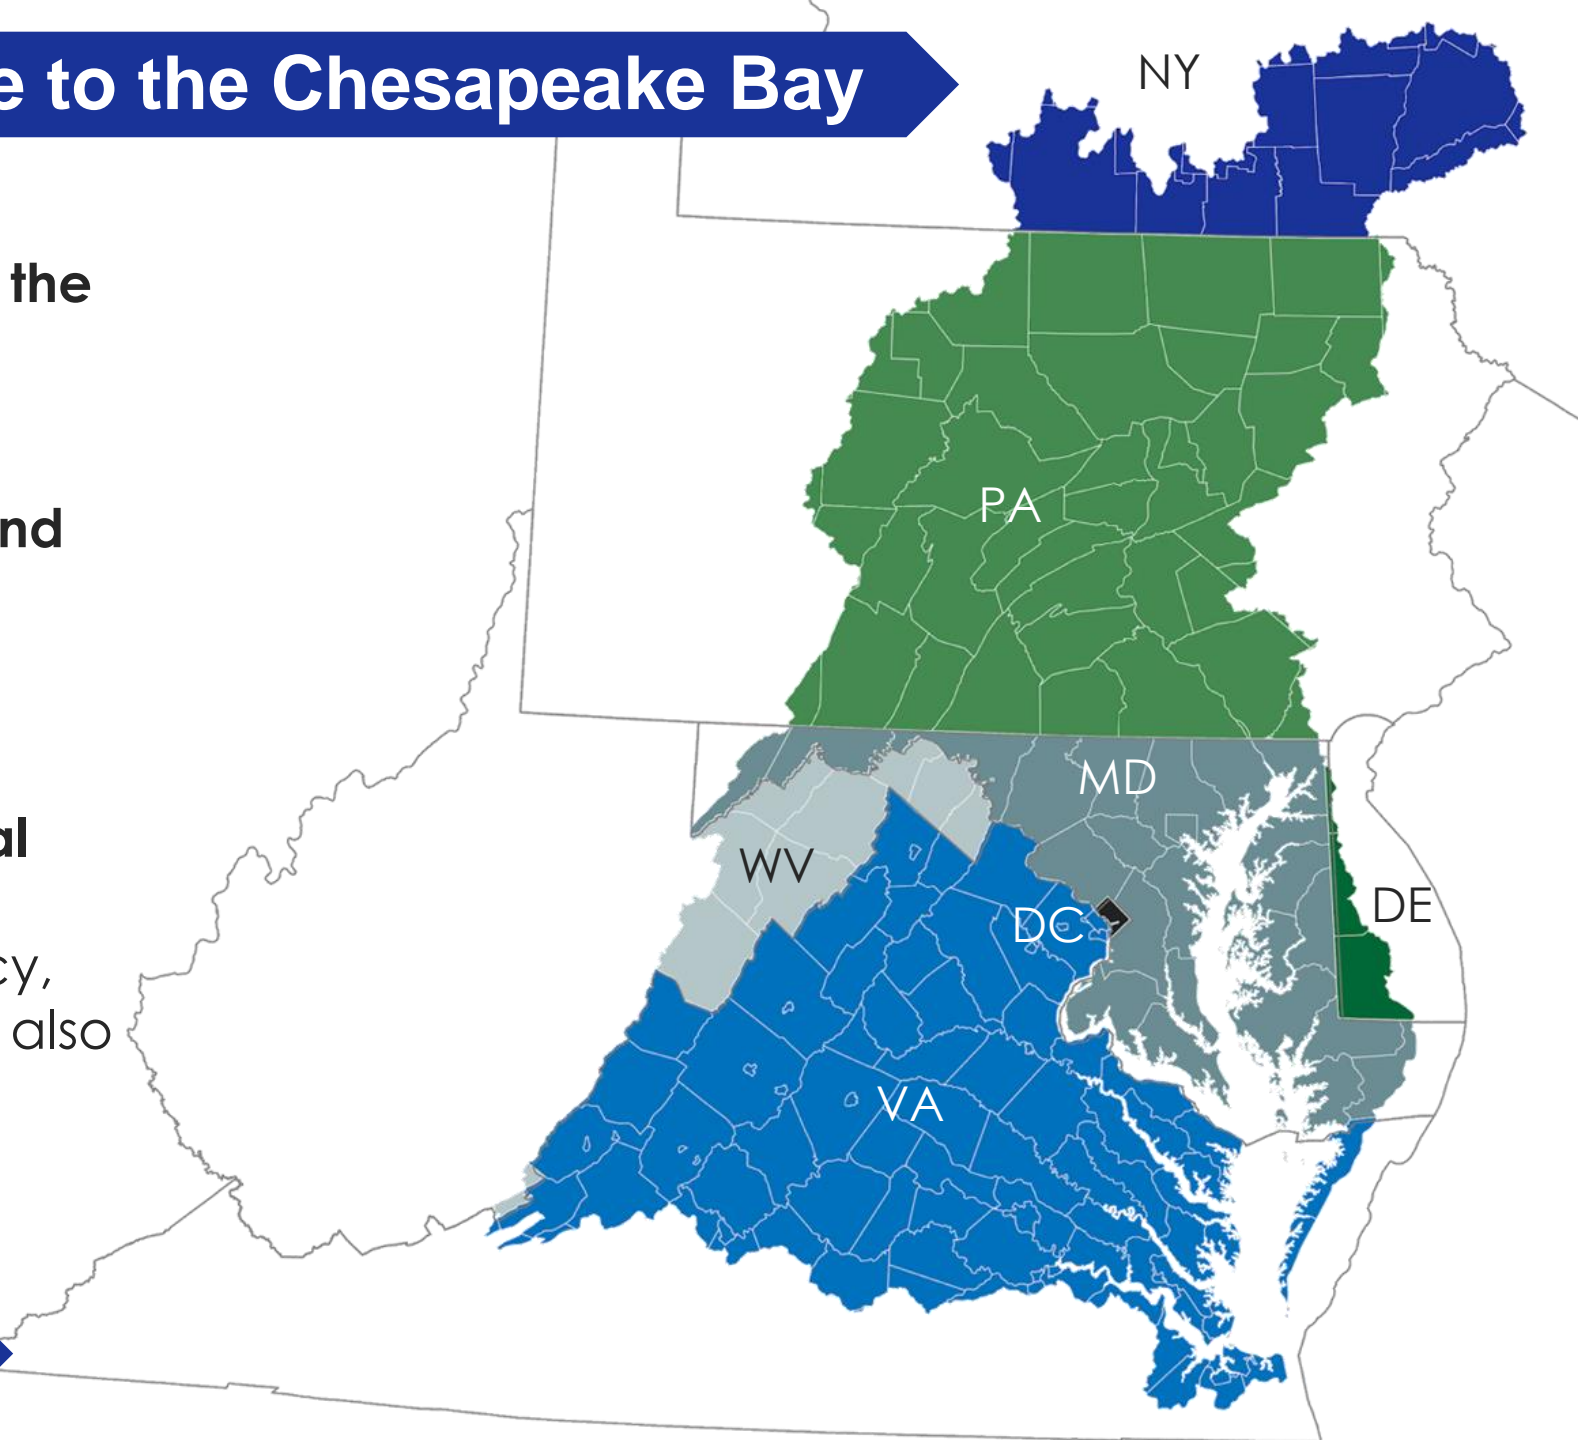 e to the Chesapeake Bay
NY
the
PA
nd
MD
al
WV
DE
DC
cy,
also
VA